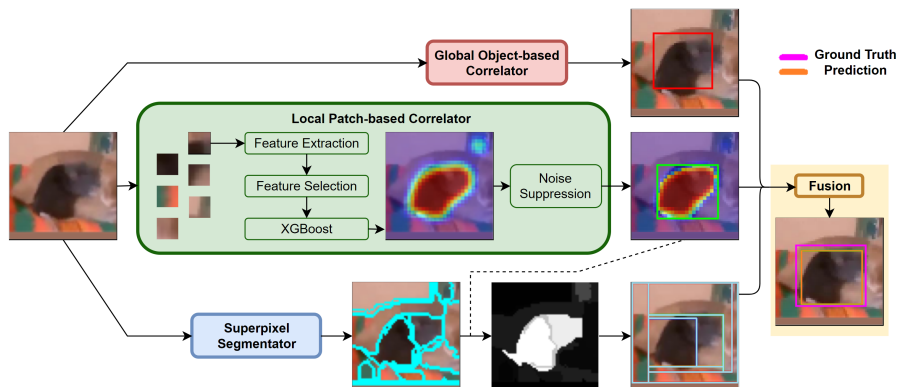 Global Object-based
Correlator
Ground Truth
Prediction
Local Patch-based Correlator
Feature Extraction
Feature Selection
XGBoost
Noise
Suppression
Fusion
Superpixel
Segmentator